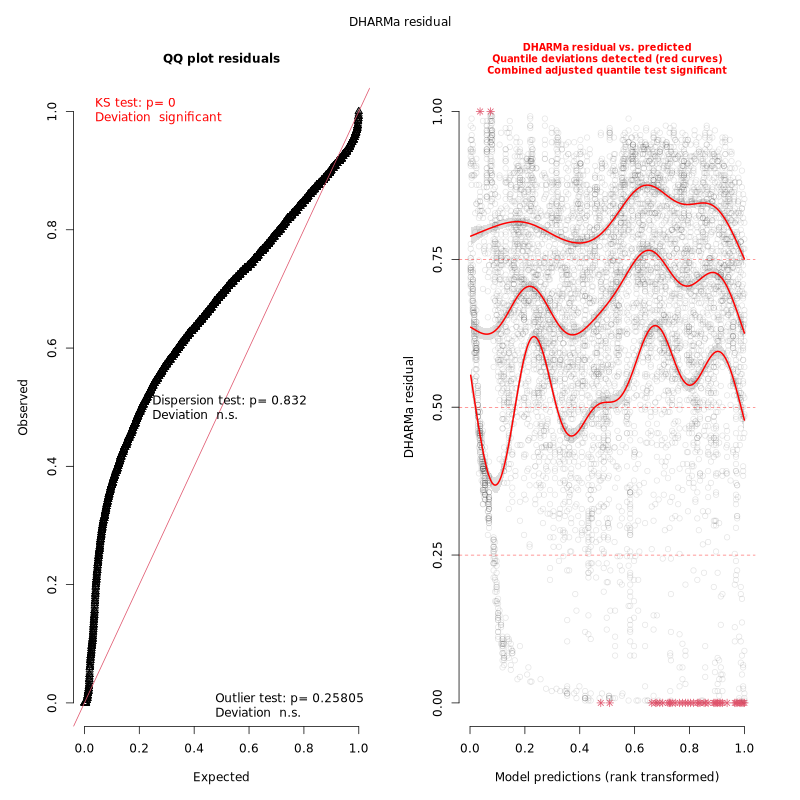 DHARMa residual
QQ plot residuals
KS test: p= 0
Deviation  significant
Dispersion test: p= 0.832
Deviation  n.s.
Outlier test: p= 0.25805
Deviation  n.s.
Observed
0.0
0.2
0.4
0.6
0.8
1.0
0.0 0.2 0.4 0.6 0.8 1.0
Expected
DHARMa residual vs. predicted
Quantile deviations detected (red curves)
Combined adjusted quantile test significant
DHARMa residual
0.00
0.25
0.50
0.75
1.00
0.0 0.2 0.4 0.6 0.8 1.0
Model predictions (rank transformed)